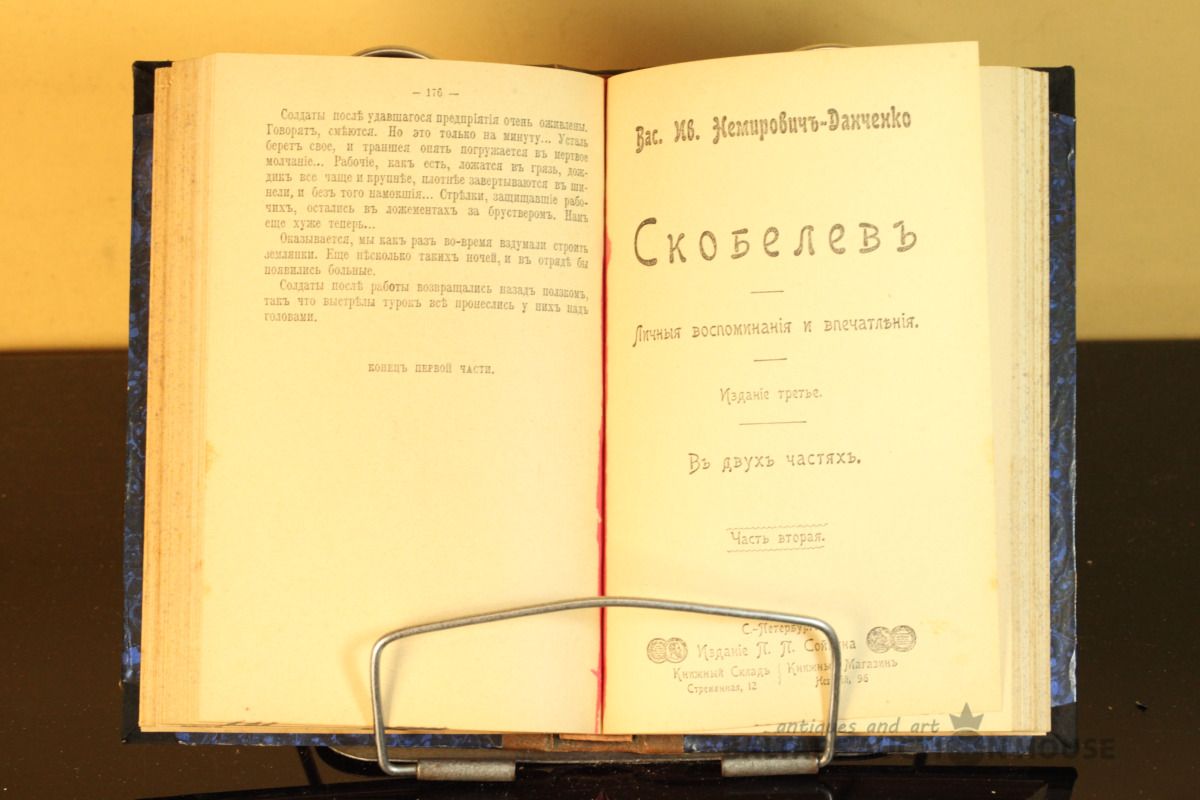 — 176 —
Солдаты послѣ удавшагося предпріятія очень оживлены.
Говорятъ, смѣются. Но это только на минуту... Усталь
беретъ свое, и траншея опять погружается въ мертвое
молчаніе... Рабочіе, какъ есть, ложатся въ грязь, дож-
дикъ все чаще и крупнѣе, плотнѣе завертываются въ ши-
нели, и безъ того намокшія... Стрѣлки, защищавшіе рабо-
чихъ, остались въ ложементахъ за брустверомъ. Намъ
еще хуже теперь...
Оказывается, мы какъ разъ во-время вздумали строить
землянки. Еще нѣсколько такихъ ночей, и въ отрядѣ бы
появились больные.
Солдаты послѣ работы возвращались назадъ ползкомъ,
такъ что выстрѣлы турокъ всѣ пронеслись у нихъ надъ
головами.
КОНЕЦЪ ПЕРВОЙ ЧАСТИ.
Вас. Ив. Немировичъ-Данченко
Скобелевъ
Личныя воспоминанія и впечатлѣнія.
Изданіе третье.
Въ двухъ частяхъ.
Часть вторая.
С.-Петербургъ
Изданіе П. П. Сойкина
Книжный Складъ Книжный Магазинъ
Стремянная, 12 95
antiques and art
BALTIC AUCTION HOUSE